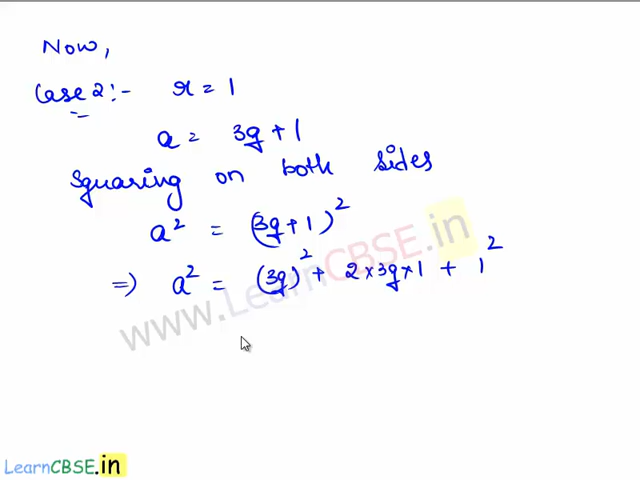 Now,
Case 2:- r = 1
a = 3q + 1
Squaring on both sides
a² = (3q + 1)²
⇒) a² = (3q)² + 2×3q×1 + 1²
www.LearnCBSE.in
LearnCBSE.in